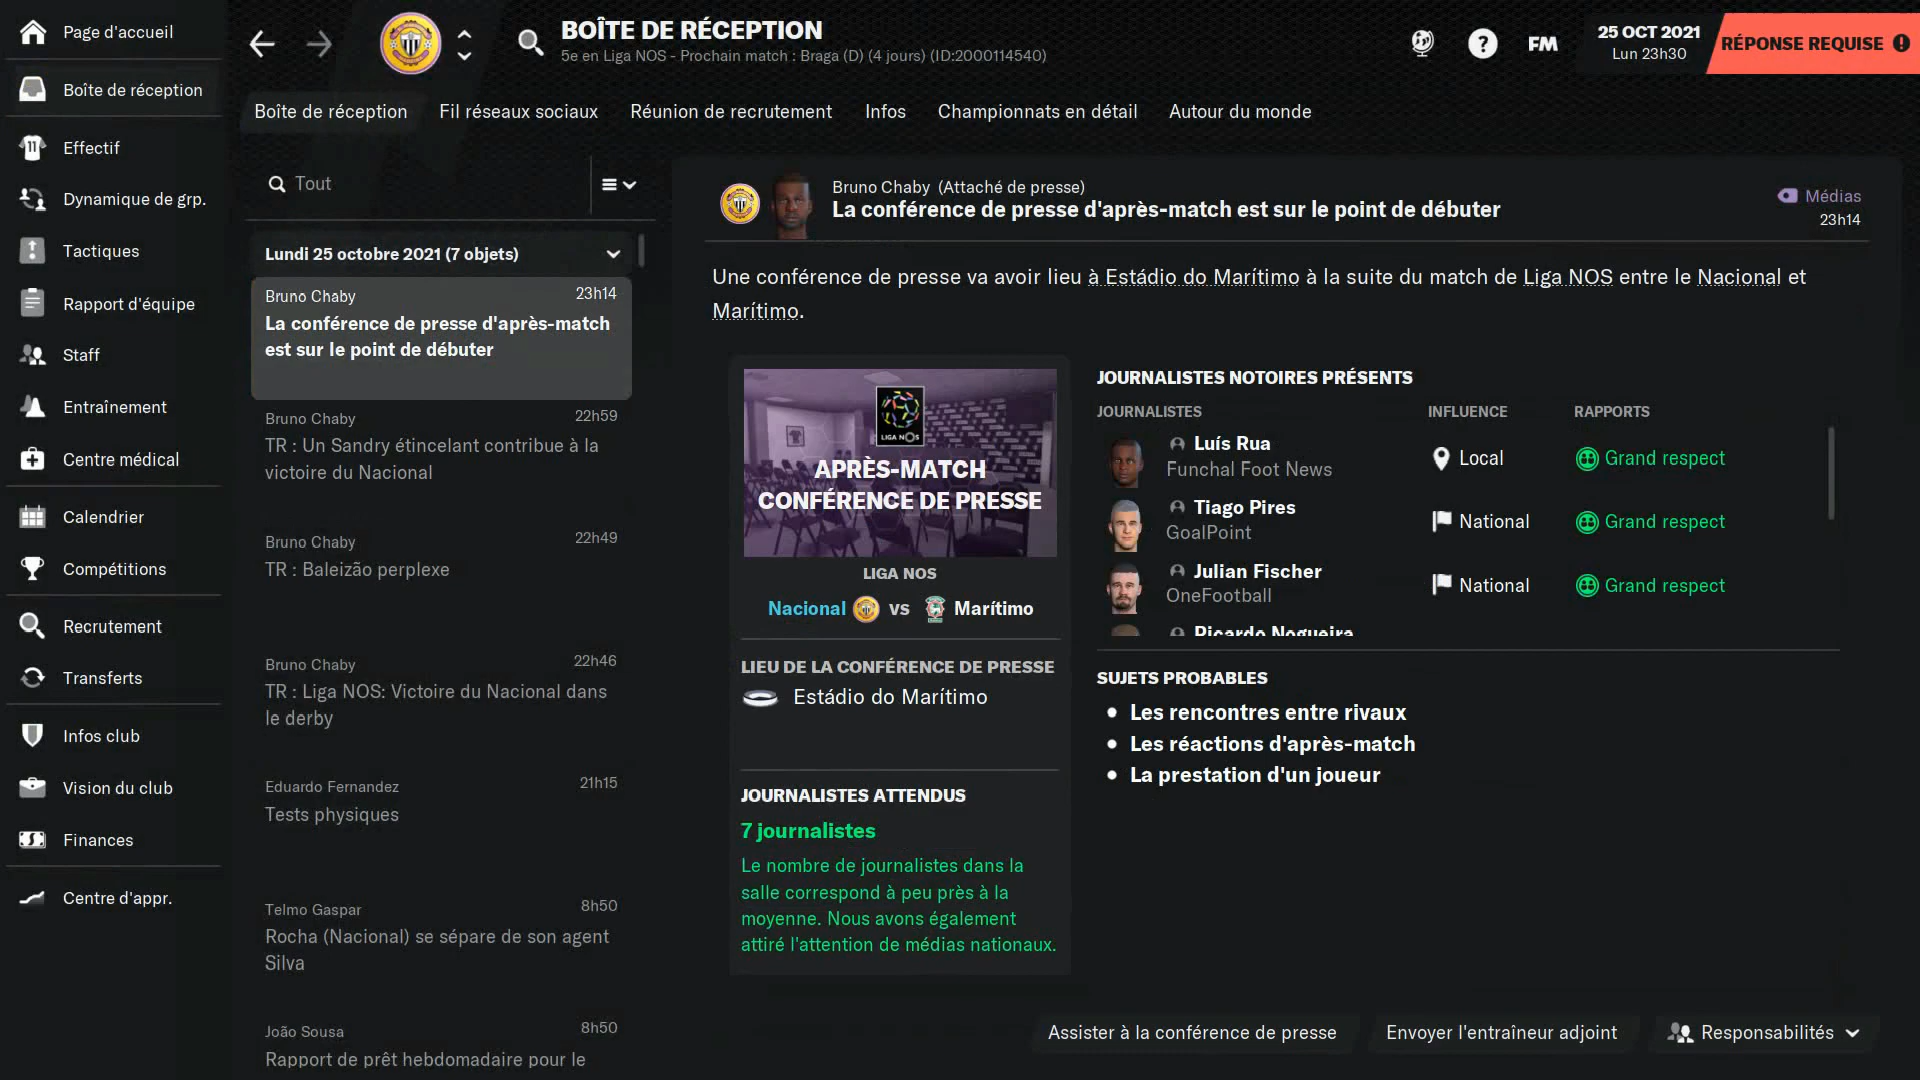 Page d'accueil
Boîte de réception
Effectif
Dynamique de grp.
Tactiques
Rapport d'équipe
Staff
Entraînement
Centre médical
Calendrier
Compétitions
Recrutement
Transferts
Infos club
Vision du club
Finances
Centre d'appr.
BOÎTE DE RÉCEPTION
5e en Liga NOS - Prochain match : Braga (D) (4 jours) (ID:2000114540)
?
FM
25 OCT 2021
Lun 23h30
RÉPONSE REQUISE
Boîte de réception
Fil réseaux sociaux
Réunion de recrutement
Infos
Championnats en détail
Autour du monde
Tout
Lundi 25 octobre 2021 (7 objets)
Bruno Chaby 23h14
La conférence de presse d'après-match
est sur le point de débuter
Bruno Chaby 22h59
TR : Un Sandry étincelant contribue à la
victoire du Nacional
Bruno Chaby 22h49
TR : Baleizão perplexe
Bruno Chaby 22h46
TR : Liga NOS: Victoire du Nacional dans
le derby
Eduardo Fernandez 21h15
Tests physiques
Telmo Gaspar 8h50
Rocha (Nacional) se sépare de son agent
Silva
João Sousa 8h50
Rapport de prêt hebdomadaire pour le
Bruno Chaby (Attaché de presse)
La conférence de presse d'après-match est sur le point de débuter
Médias
23h14
Une conférence de presse va avoir lieu à Estádio do Marítimo à la suite du match de Liga NOS entre le Nacional et
Marítimo.
LIGA NOS
APRÈS-MATCH
CONFÉRENCE DE PRESSE
LIGA NOS
Nacional vs Marítimo
LIEU DE LA CONFÉRENCE DE PRESSE
Estádio do Marítimo
JOURNALISTES ATTENDUS
7 journalistes
Le nombre de journalistes dans la
salle correspond à peu près à la
moyenne. Nous avons également
attiré l'attention de médias nationaux.
JOURNALISTES NOTOIRES PRÉSENTS
JOURNALISTES INFLUENCE RAPPORTS
Luís Rua
Funchal Foot News
Local
Grand respect
Tiago Pires
GoalPoint
National
Grand respect
Julian Fischer
OneFootball
National
Grand respect
Ricardo Nogueira
SUJETS PROBABLES
Les rencontres entre rivaux
Les réactions d'après-match
La prestation d'un joueur
Assister à la conférence de presse
Envoyer l'entraîneur adjoint
Responsabilités